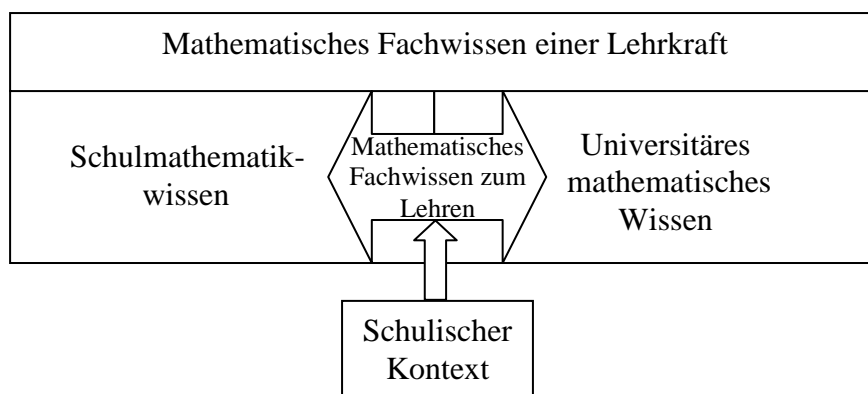 Mathematisches Fachwissen einer Lehrkraft
Schulmathematik-
wissen
Mathematisches
Fachwissen zum
Lehren
Universitäres
mathematisches
Wissen
Schulischer
Kontext